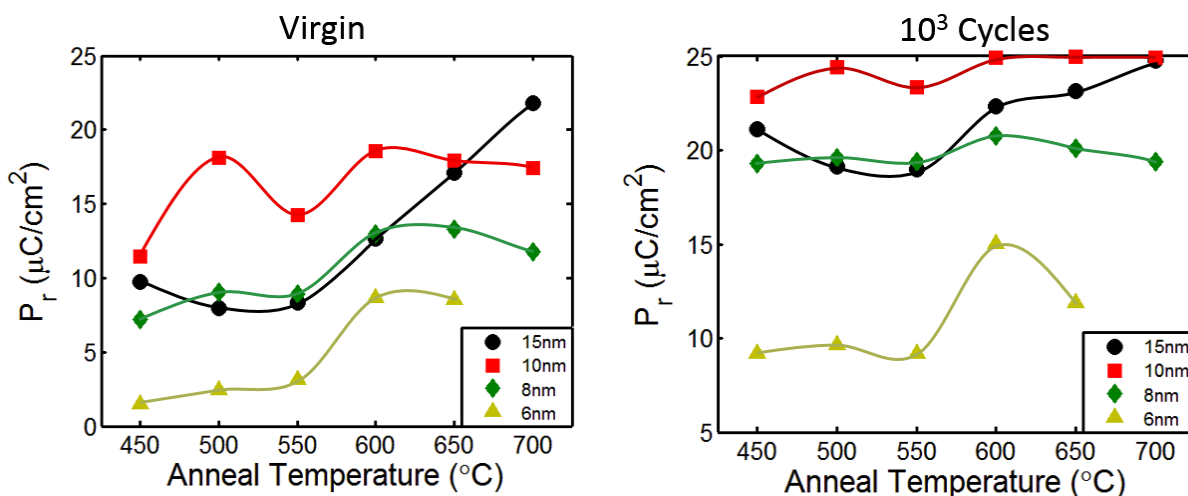 Virgin
25
20
15
10
5
0
P_r (μC/cm²)
450 500 550 600 650 700
Anneal Temperature (°C)
15nm
10nm
8nm
6nm
10³ Cycles
25
20
15
10
5
P_r (μC/cm²)
450 500 550 600 650 700
Anneal Temperature (°C)
15nm
10nm
8nm
6nm